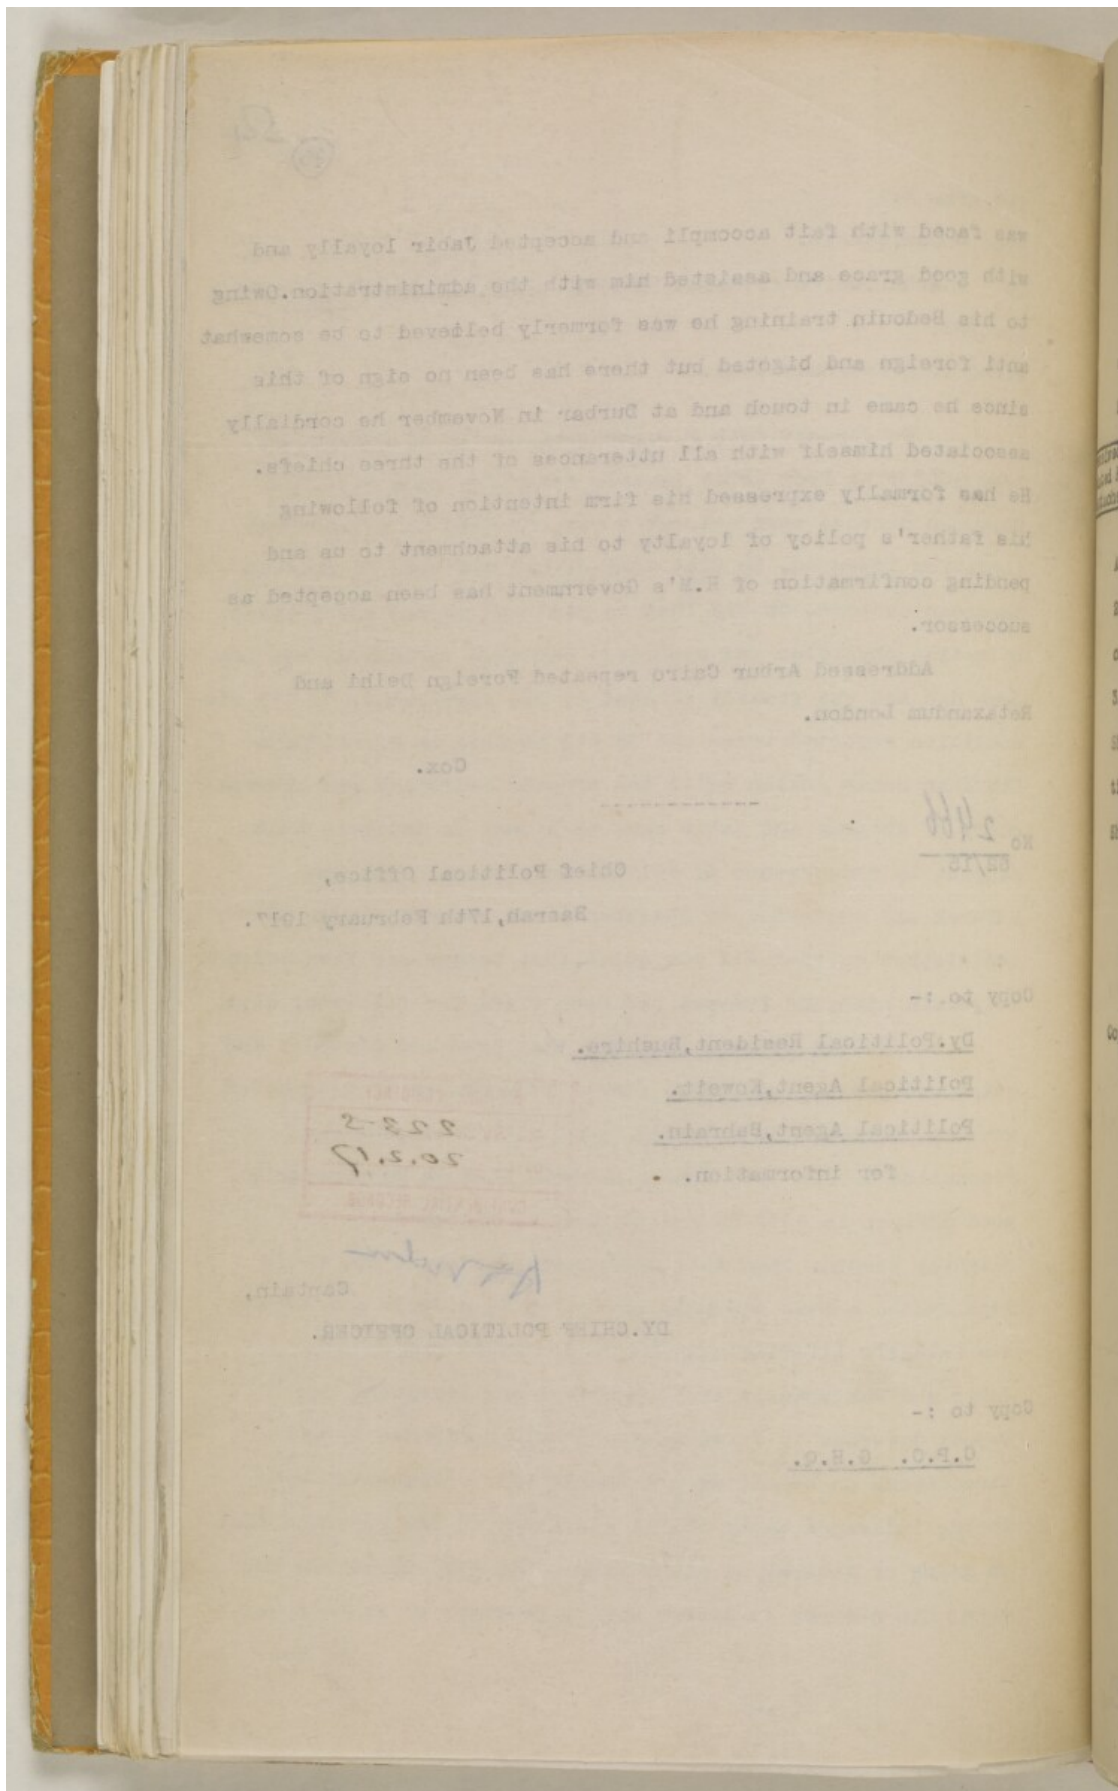 was faced with fait accompli and accepted Jabir loyally and
with good grace and assisted him with the administration.Owing
to his Bedouin training he was formerly believed to be somewhat
anti foreign and bigoted but there has been no sign of this
since he came in touch and at Durbar in November he cordially
associated himself with all utterances of the three chiefs.
He has formally expressed his firm intention of following
his father's policy of loyalty to his attachment to us and
pending confirmation of H.M's Government has been accepted as
successor.
Addressed Arbur Cairo repeated Foreign Delhi and
Retaxandum London.
Cox.
-------------
No 2466
Chief Political Office,
Basrah,17th February 1917.
Copy to :-
Dy.Political Resident,Bushire.
Political Agent,Kuweit.
Political Agent,Bahrain.
for information.
223-S
20.2.17
Captain,
DY.CHIEF POLITICAL OFFICER.
Copy to :-
C.P.O. G.H.Q.